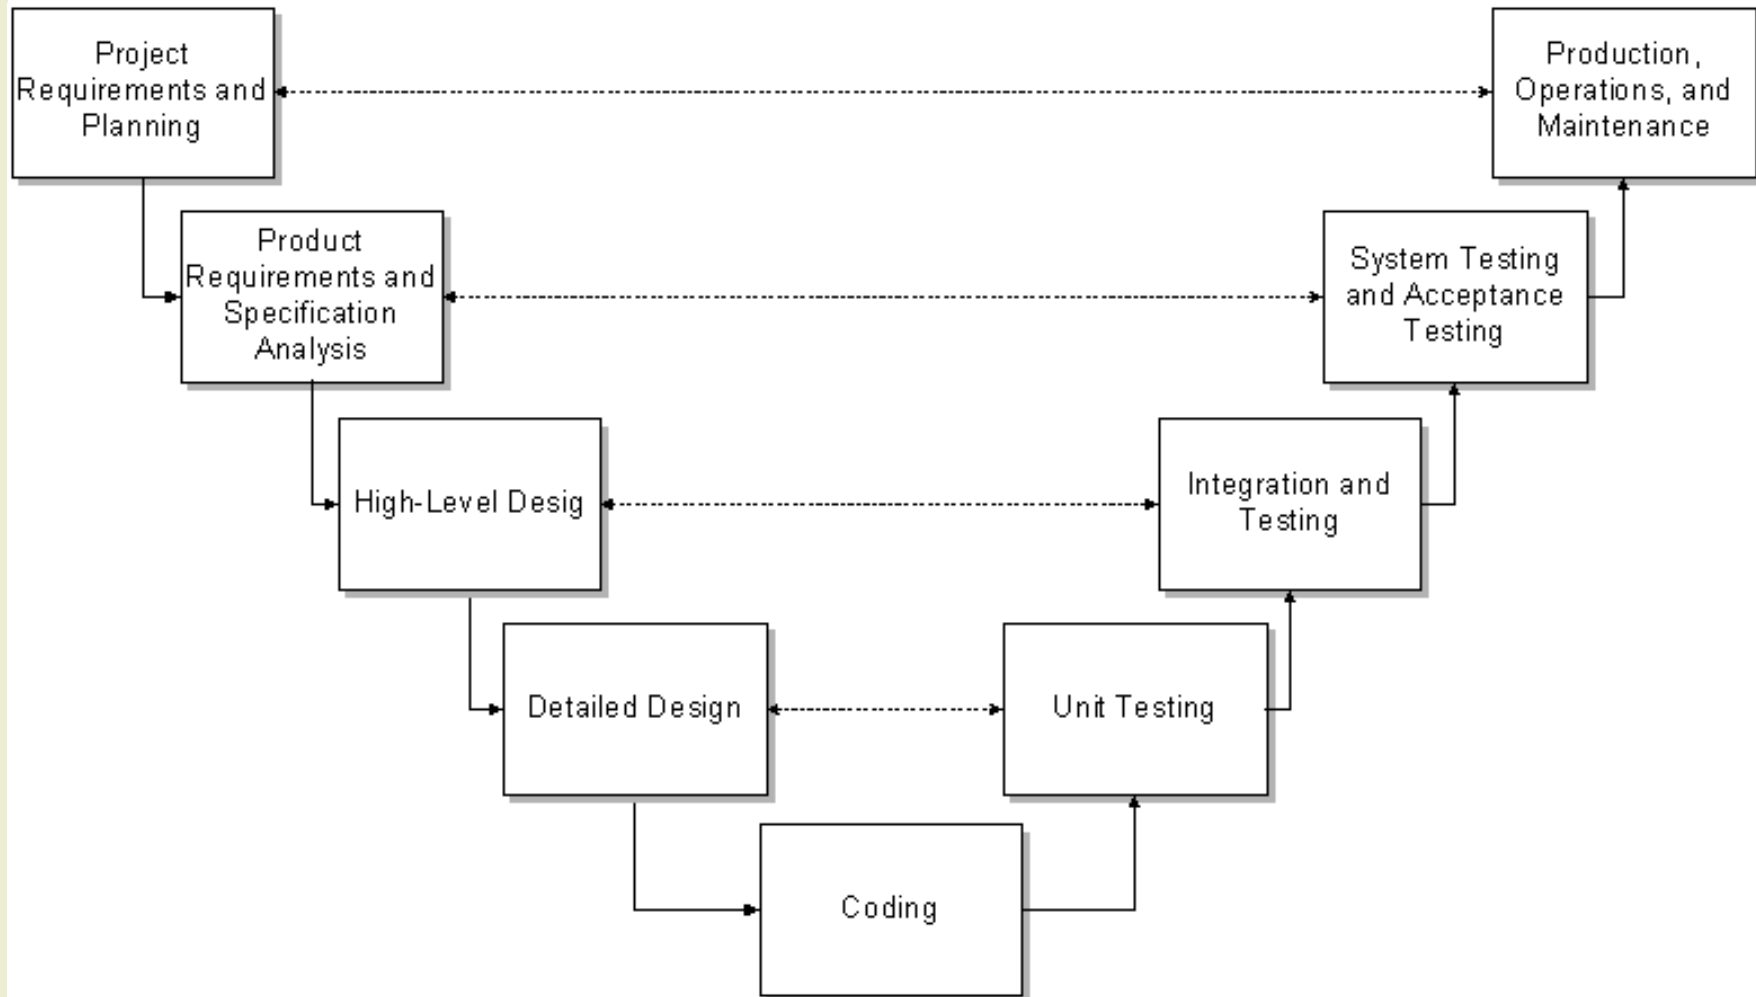 Project
Requirements and
Planning
Production,
Operations, and
Maintenance
Product
Requirements and
Specification
Analysis
System Testing
and Acceptance
Testing
High-Level Desig
Integration and
Testing
Detailed Design
Unit Testing
Coding